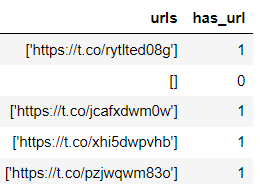 urls has_url
['https://t.co/rytlted08g'] 1
[] 0
['https://t.co/jcafxdwm0w'] 1
['https://t.co/xhi5dwpvhb'] 1
['https://t.co/pzjwqwm83o'] 1